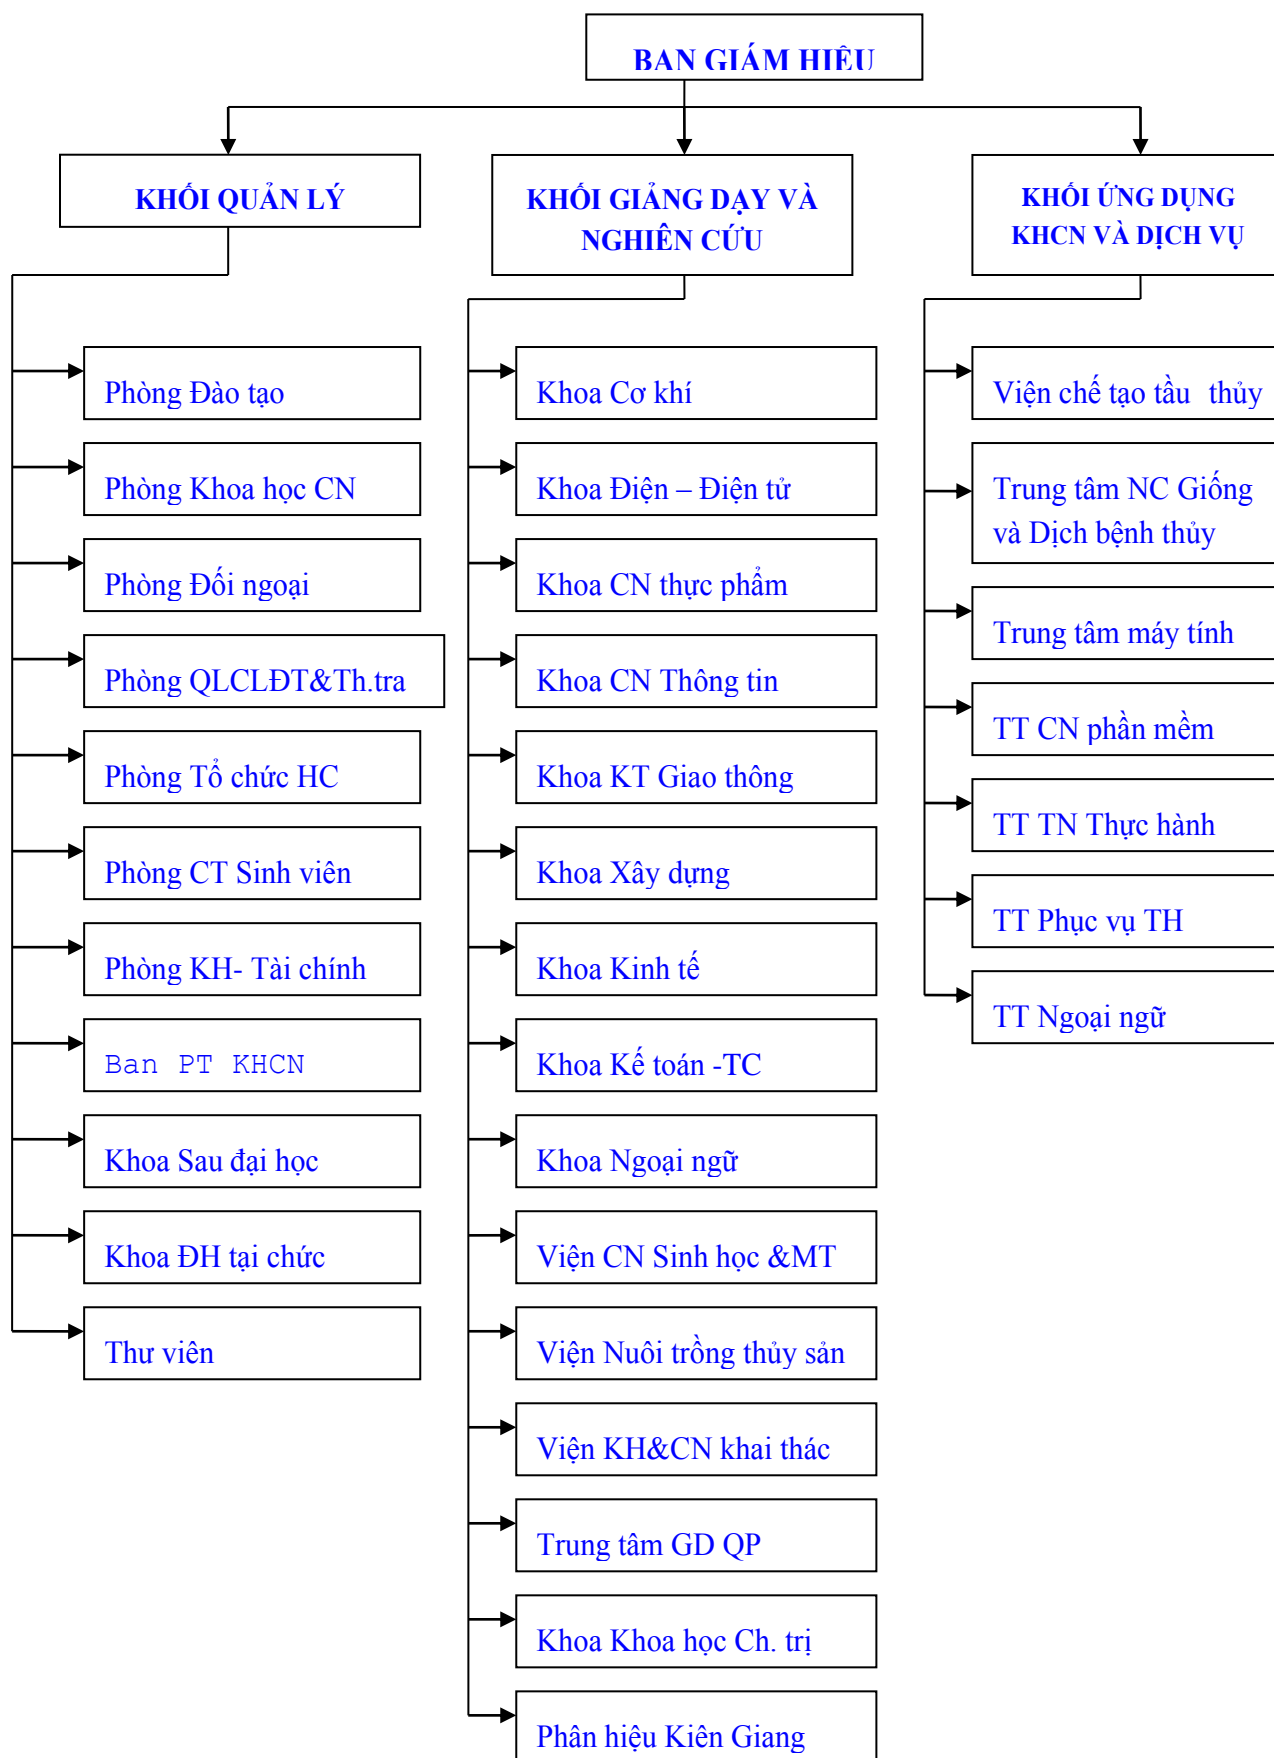 BAN GIÁM HIỆU
KHỐI QUẢN LÝ
KHỐI GIẢNG DẠY VÀ
NGHIÊN CỨU
KHỐI ỨNG DỤNG
KHCN VÀ DỊCH VỤ
Phòng Đào tạo
Phòng Khoa học CN
Phòng Đối ngoại
Phòng QLCLĐT&Th.tra
Phòng Tổ chức HC
Phòng CT Sinh viên
Phòng KH- Tài chính
Ban PT KHCN
Khoa Sau đại học
Khoa ĐH tại chức
Thư viên
Khoa Cơ khí
Khoa Điện – Điện tử
Khoa CN thực phẩm
Khoa CN Thông tin
Khoa KT Giao thông
Khoa Xây dựng
Khoa Kinh tế
Khoa Kế toán -TC
Khoa Ngoại ngữ
Viện CN Sinh học &MT
Viện Nuôi trồng thủy sản
Viện KH&CN khai thác
Trung tâm GD QP
Khoa Khoa học Ch. trị
Phân hiệu Kiên Giang
Viện chế tạo tầu thủy
Trung tâm NC Giống
và Dịch bệnh thủy
Trung tâm máy tính
TT CN phần mềm
TT TN Thực hành
TT Phục vụ TH
TT Ngoại ngữ